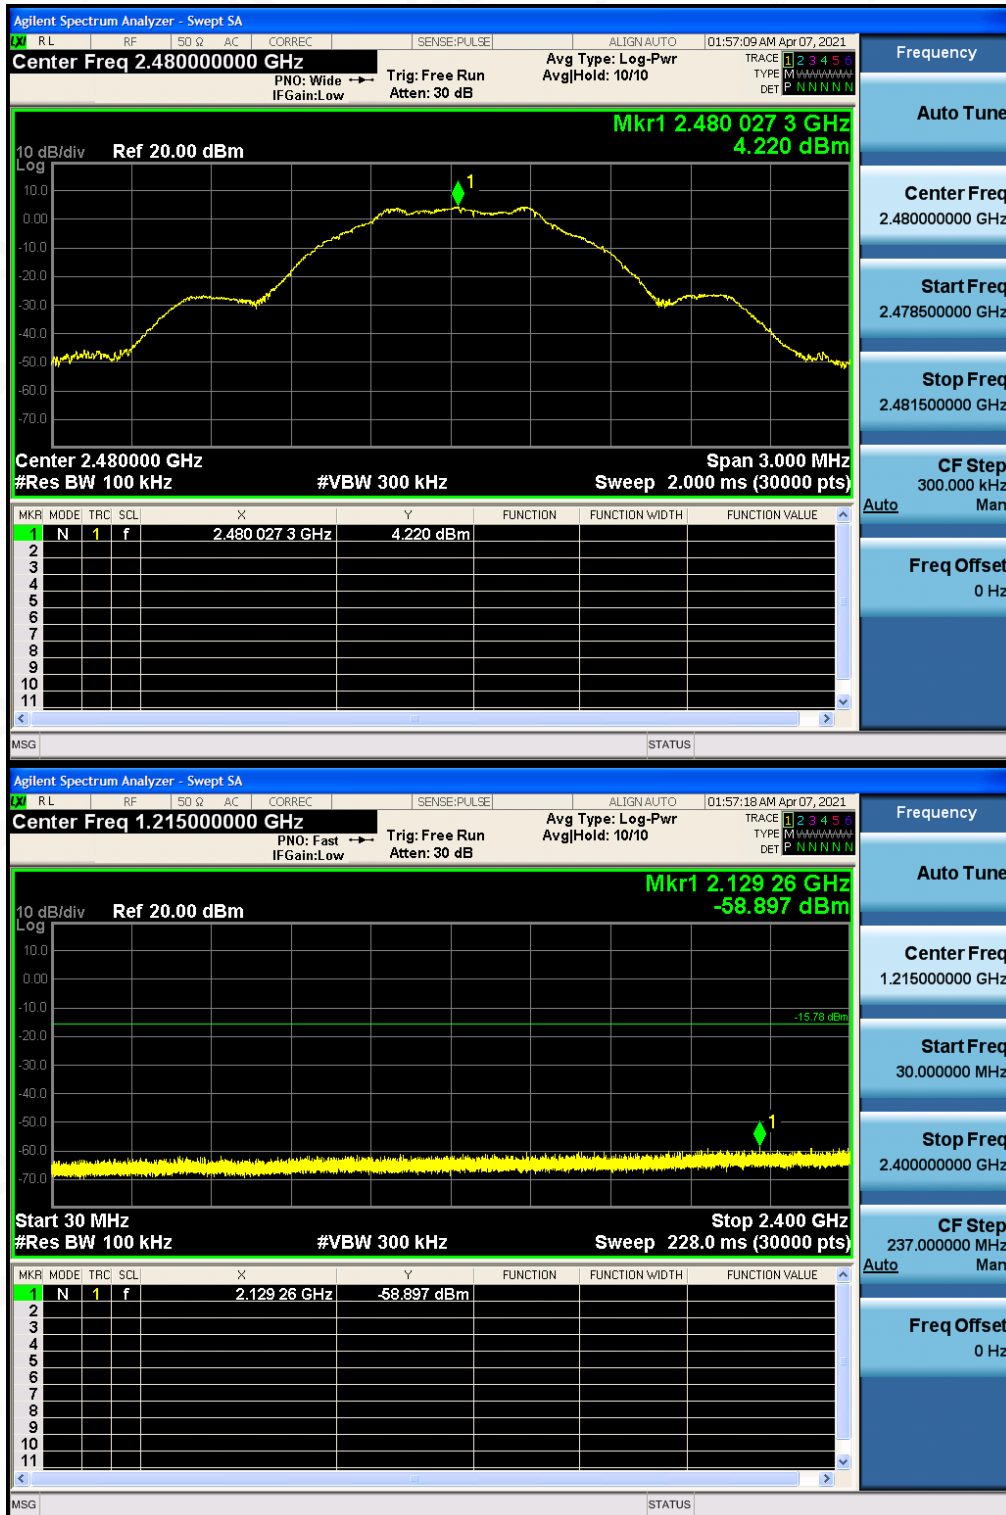 Agilent Spectrum Analyzer - Swept SA
LXI RL RF 50 Ω AC CORREC SENSE:PULSE ALIGN AUTO 01:57:09 AM Apr 07, 2021
Center Freq 2.480000000 GHz
PNO: Wide
IFGain:Low
Trig: Free Run
Atten: 30 dB
Avg Type: Log-Pwr
Avg|Hold: 10/10
TRACE 1 2 3 4 5 6
TYPE M WWWWW
DET P N N N N N
Frequency
Auto Tune
Center Freq
2.480000000 GHz
Start Freq
2.478500000 GHz
Stop Freq
2.481500000 GHz
CF Step
300.000 kHz
Auto Man
Freq Offset
0 Hz
Mkr1 2.480 027 3 GHz
4.220 dBm
10 dB/div Ref 20.00 dBm
Log
1
10.0
0.00
-10.0
-20.0
-30.0
-40.0
-50.0
-60.0
-70.0
Center 2.480000 GHz Span 3.000 MHz
#Res BW 100 kHz #VBW 300 kHz Sweep 2.000 ms (30000 pts)
MKR MODE TRC SCL X Y FUNCTION FUNCTION WIDTH FUNCTION VALUE
1 N 1 f 2.480 027 3 GHz 4.220 dBm
2
3
4
5
6
7
8
9
10
11
MSG STATUS
Agilent Spectrum Analyzer - Swept SA
LXI RL RF 50 Ω AC CORREC SENSE:PULSE ALIGN AUTO 01:57:18 AM Apr 07, 2021
Center Freq 1.215000000 GHz
PNO: Fast
IFGain:Low
Trig: Free Run
Atten: 30 dB
Avg Type: Log-Pwr
Avg|Hold: 10/10
TRACE 1 2 3 4 5 6
TYPE M WWWWW
DET P N N N N N
Frequency
Auto Tune
Center Freq
1.215000000 GHz
Start Freq
30.000000 MHz
Stop Freq
2.400000000 GHz
CF Step
237.000000 MHz
Auto Man
Freq Offset
0 Hz
Mkr1 2.129 26 GHz
-58.897 dBm
10 dB/div Ref 20.00 dBm
Log
10.0
0.00
-10.0
-15.78 dBm
-20.0
-30.0
-40.0
-50.0
1
-60.0
-70.0
Start 30 MHz Stop 2.400 GHz
#Res BW 100 kHz #VBW 300 kHz Sweep 228.0 ms (30000 pts)
MKR MODE TRC SCL X Y FUNCTION FUNCTION WIDTH FUNCTION VALUE
1 N 1 f 2.129 26 GHz -58.897 dBm
2
3
4
5
6
7
8
9
10
11
MSG STATUS